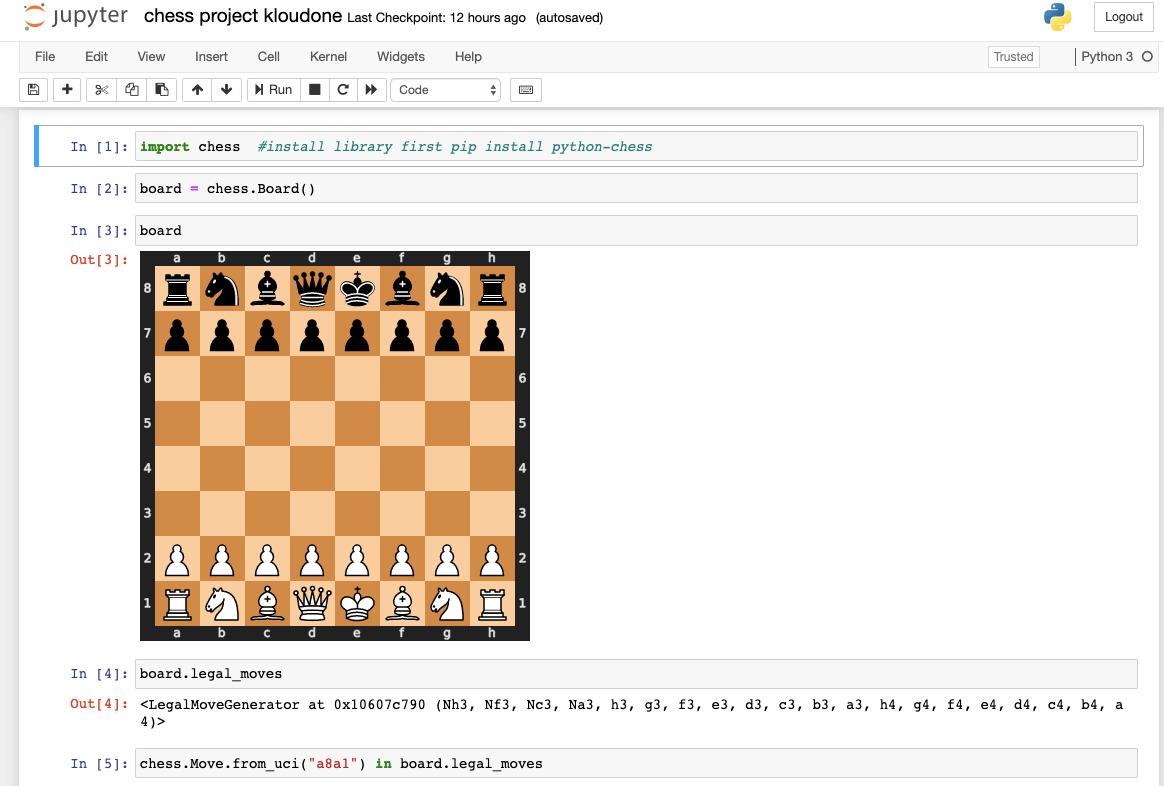 jupyter chess project kloudone Last Checkpoint: 12 hours ago (autosaved) Logout
File Edit View Insert Cell Kernel Widgets Help Trusted Python 3
Run Code
In [1]: import chess #install library first pip install python-chess
In [2]: board = chess.Board()
In [3]: board
Out[3]:
a b c d e f g h
8 8
7 7
6 6
5 5
4 4
3 3
2 2
1 1
a b c d e f g h
In [4]: board.legal_moves
Out[4]: <LegalMoveGenerator at 0x10607c790 (Nh3, Nf3, Nc3, Na3, h3, g3, f3, e3, d3, c3, b3, a3, h4, g4, f4, e4, d4, c4, b4, a
4)>
In [5]: chess.Move.from_uci("a8a1") in board.legal_moves